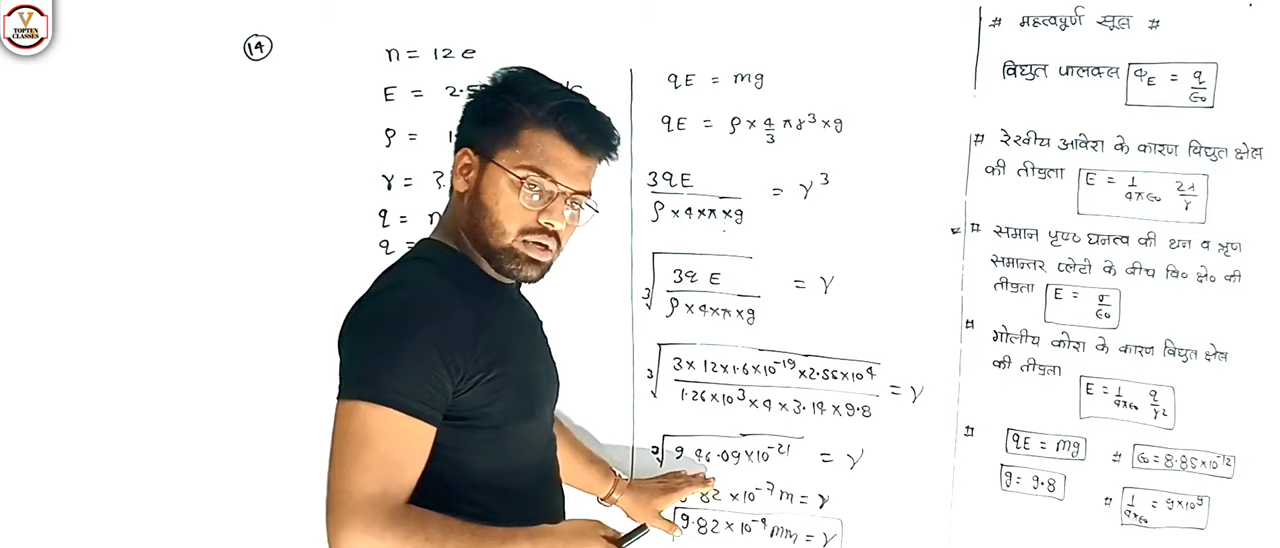 TOPTEN
CLASSES
14
n = 12e
E = 2.5
ρ = 1
r = ?
q = n
q =
qE = mg
qE = ρ × 4/3 πr³ × g
3qE / ρ × 4 × π × g = r³
∛(3qE / ρ × 4 × π × g) = r
∛(3 × 12 × 1.6 × 10⁻¹⁹ × 2.55 × 10⁴ / 1.26 × 10³ × 4 × 3.14 × 9.8) = r
∛(946.09 × 10⁻²¹) = r
82 × 10⁻⁷ m = r
9.82 × 10⁻⁴ mm = r
# महत्वपूर्ण सूत्र #
विद्युत फ्लक्स ΦE = q/ε₀
# रेखीय आवेश के कारण विद्युत क्षेत्र
की तीव्रता E = 1/4πε₀ 2λ/r
# समान पृष्ठ घनत्व की धन व ऋण
समान्तर प्लेटो के बीच वि० क्षे० की
तीव्रता E = σ/ε₀
# गोलीय कोश के कारण विद्युत क्षेत्र
की तीव्रता
E = 1/4πε₀ q/r²
# qE = mg # ε₀ = 8.85 × 10⁻¹²
g = 9.8 # 1/4πε₀ = 9 × 10⁹